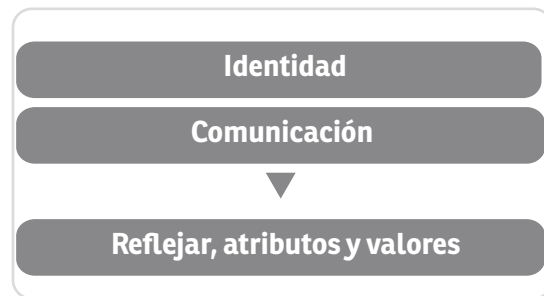 Identidad
Comunicación
Reflejar, atributos y valores